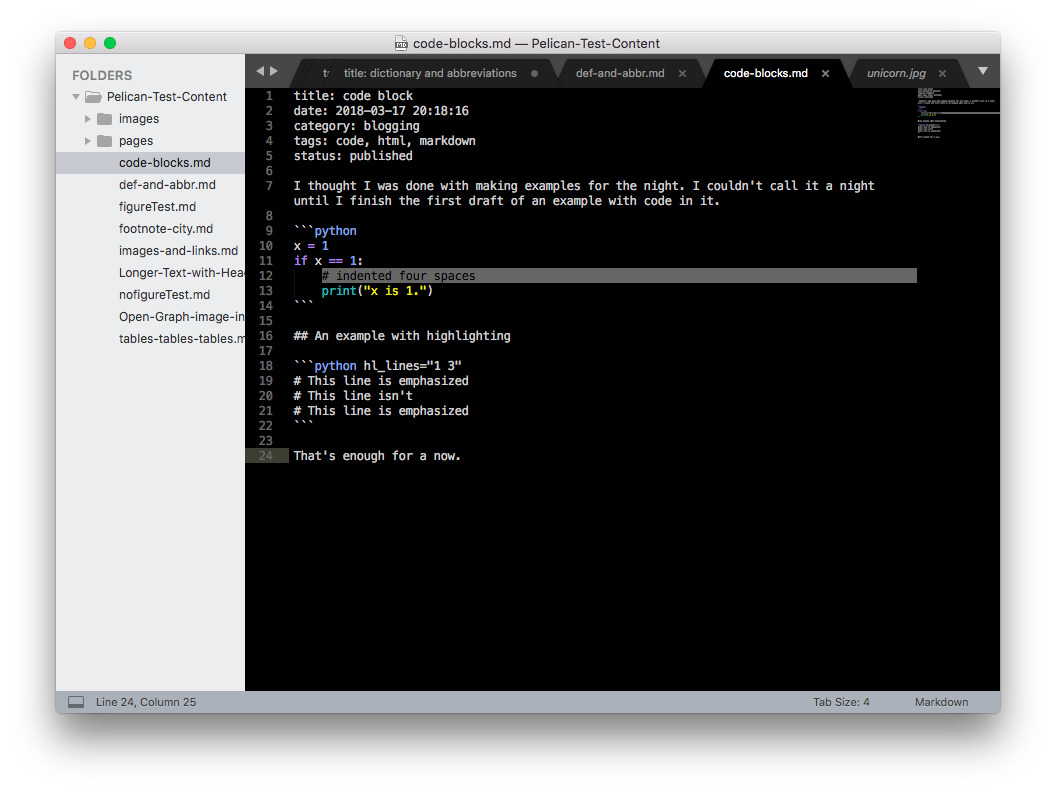 code-blocks.md — Pelican-Test-Content
FOLDERS
Pelican-Test-Content
images
pages
code-blocks.md
def-and-abbr.md
figureTest.md
footnote-city.md
images-and-links.md
Longer-Text-with-Hea
nofigureTest.md
Open-Graph-image-in
tables-tables-tables.m
title: dictionary and abbreviations
def-and-abbr.md
code-blocks.md
unicorn.jpg
1 title: code block
2 date: 2018-03-17 20:18:16
3 category: blogging
4 tags: code, html, markdown
5 status: published
6
7 I thought I was done with making examples for the night. I couldn't call it a night
until I finish the first draft of an example with code in it.
8
9 ```python
10 x = 1
11 if x == 1:
12     # indented four spaces
13     print("x is 1.")
14 ```
15
16 ## An example with highlighting
17
18 ```python hl_lines="1 3"
19 # This line is emphasized
20 # This line isn't
21 # This line is emphasized
22 ```
23
24 That's enough for a now.
Line 24, Column 25
Tab Size: 4
Markdown